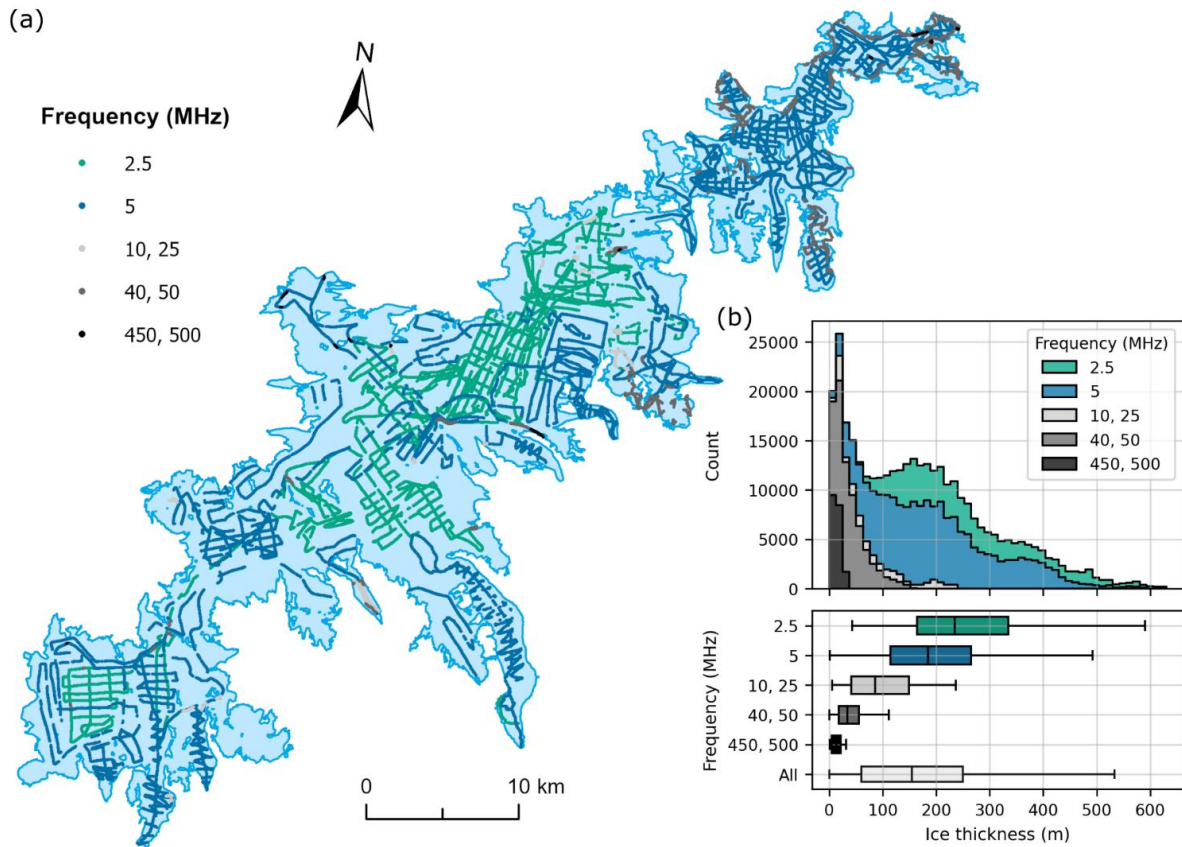 (a)
N
Frequency (MHz)
2.5
5
10, 25
40, 50
450, 500
0
10 km
(b)
25000
20000
15000
10000
5000
0
Count
Frequency (MHz)
2.5
5
10, 25
40, 50
450, 500
Frequency (MHz)
2.5
5
10, 25
40, 50
450, 500
All
0 100 200 300 400 500 600
Ice thickness (m)